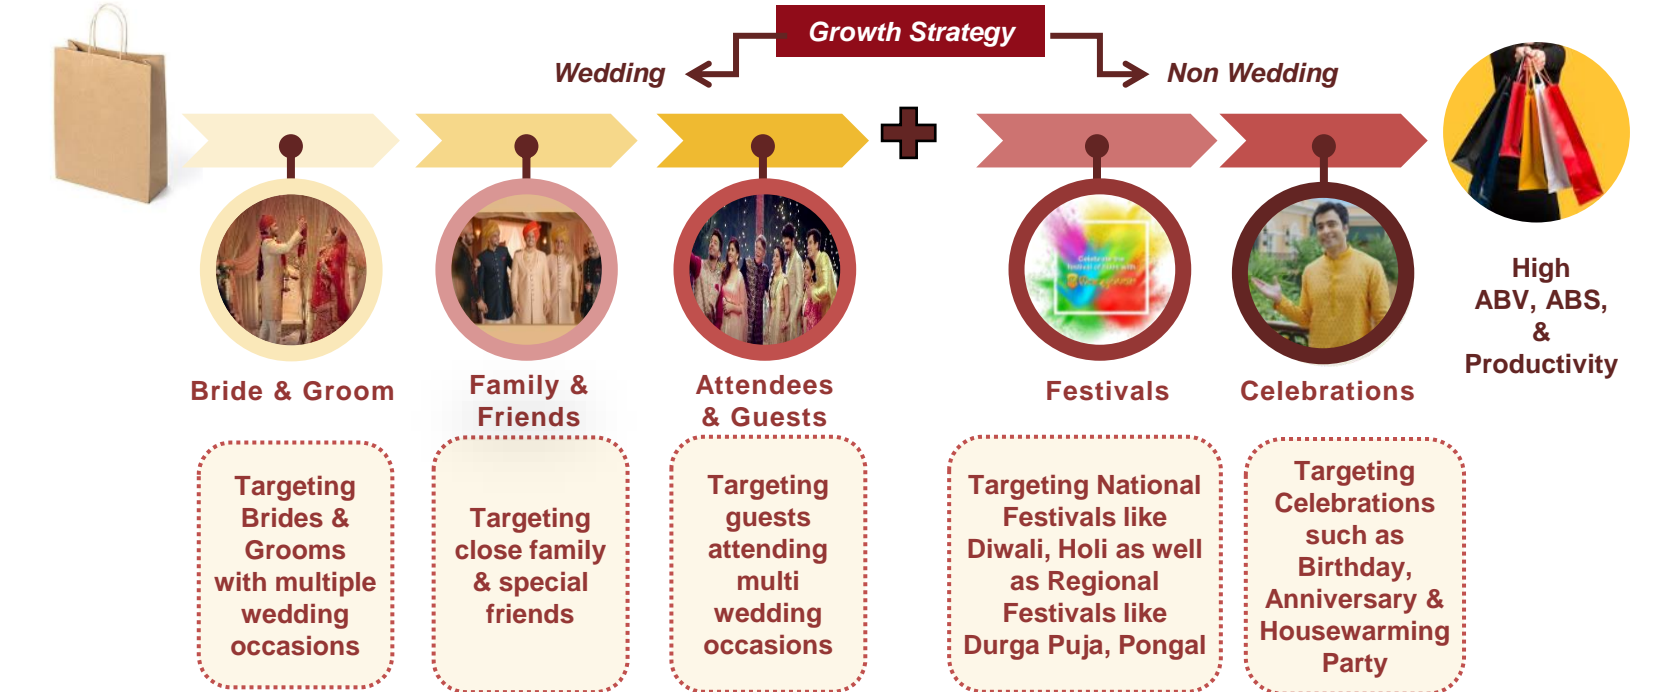 Growth Strategy
Wedding
Non Wedding
Bride & Groom
Family &
Friends
Attendees
& Guests
Festivals
Celebrations
High
ABV, ABS,
&
Productivity
Targeting
Brides &
Grooms
with multiple
wedding
occasions
Targeting
close family
& special
friends
Targeting
guests
attending
multi
wedding
occasions
Targeting National
Festivals like
Diwali, Holi as well
as Regional
Festivals like
Durga Puja, Pongal
Targeting
Celebrations
such as
Birthday,
Anniversary &
Housewarming
Party
Celebrate the